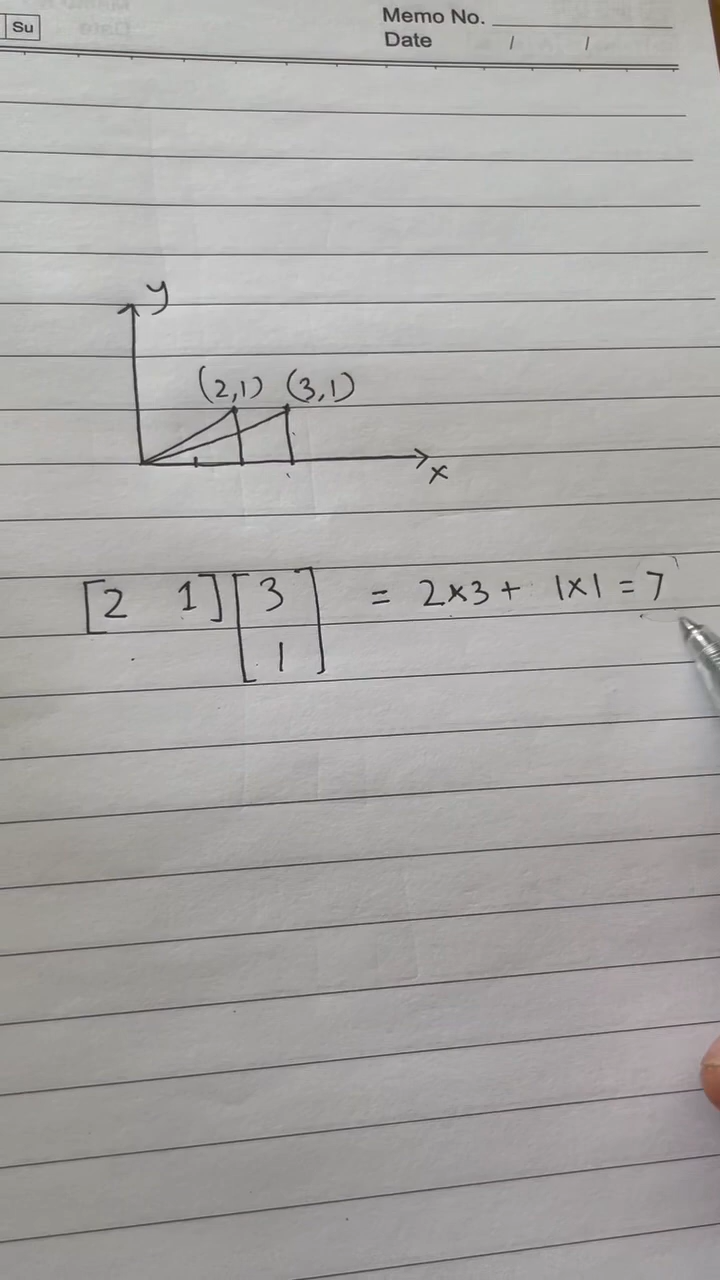 Su
Memo No.
Date / /
y
(2,1) (3,1)
x
[2 1] [3 = 2×3 + 1×1 = 7
1]